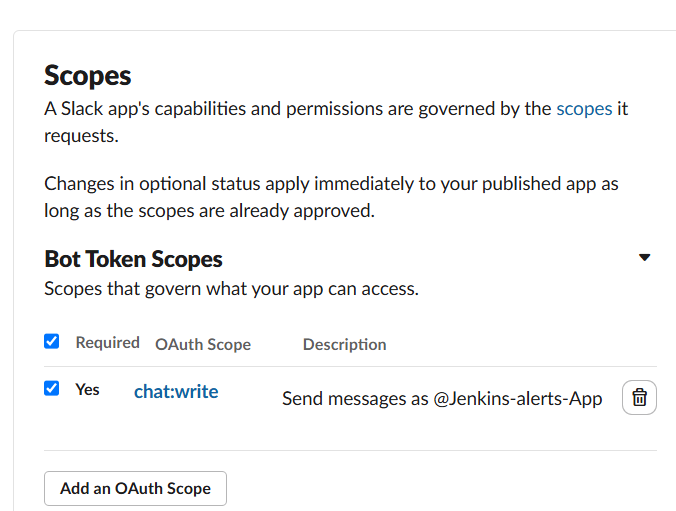 Scopes
A Slack app's capabilities and permissions are governed by the scopes it
requests.
Changes in optional status apply immediately to your published app as
long as the scopes are already approved.
Bot Token Scopes
Scopes that govern what your app can access.
Required OAuth Scope Description
Yes chat:write Send messages as @Jenkins-alerts-App
Add an OAuth Scope